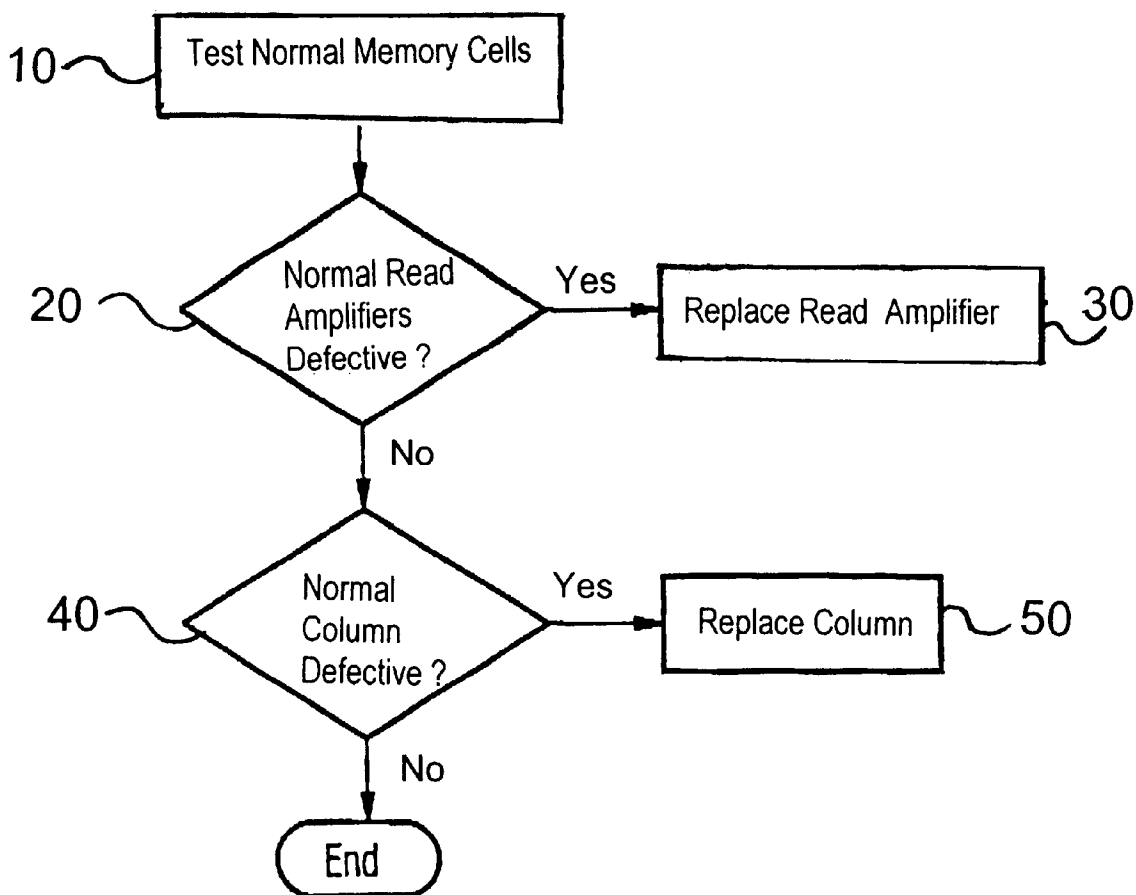 10
Test Normal Memory Cells
20
Normal Read
Amplifiers
Defective ?
Yes
Replace Read Amplifier
30
No
40
Normal
Column
Defective ?
Yes
Replace Column
50
No
End